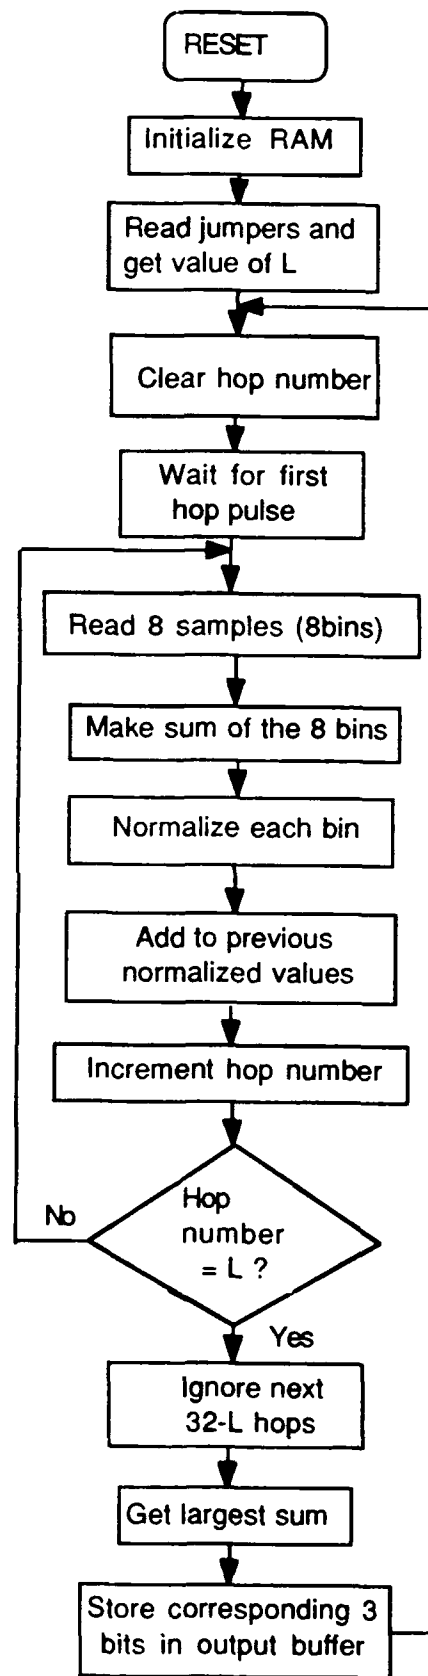 RESET
Initialize RAM
Read jumpers and
get value of L
Clear hop number
Wait for first
hop pulse
Read 8 samples (8bins)
Make sum of the 8 bins
Normalize each bin
Add to previous
normalized values
Increment hop number
Hop
number
= L ?
No
Yes
Ignore next
32-L hops
Get largest sum
Store corresponding 3
bits in output buffer